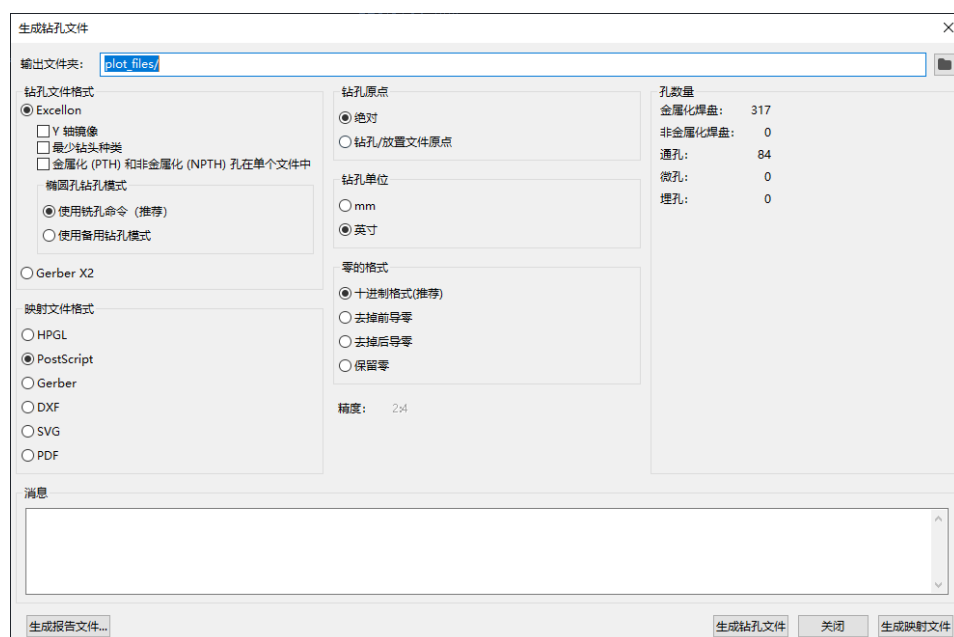 生成钻孔文件
输出文件夹:
plot_files/
钻孔文件格式
Excellon
Y 轴镜像
最少钻头种类
金属化 (PTH) 和非金属化 (NPTH) 孔在单个文件中
椭圆孔钻孔模式
使用铣孔命令（推荐）
使用备用钻孔模式
Gerber X2
映射文件格式
HPGL
PostScript
Gerber
DXF
SVG
PDF
钻孔原点
绝对
钻孔/放置文件原点
钻孔单位
mm
英寸
零的格式
十进制格式(推荐)
去掉前导零
去掉后导零
保留零
精度: 2:4
孔数量
金属化焊盘: 317
非金属化焊盘: 0
通孔: 84
微孔: 0
埋孔: 0
消息
生成报告文件...
生成钻孔文件
关闭
生成映射文件